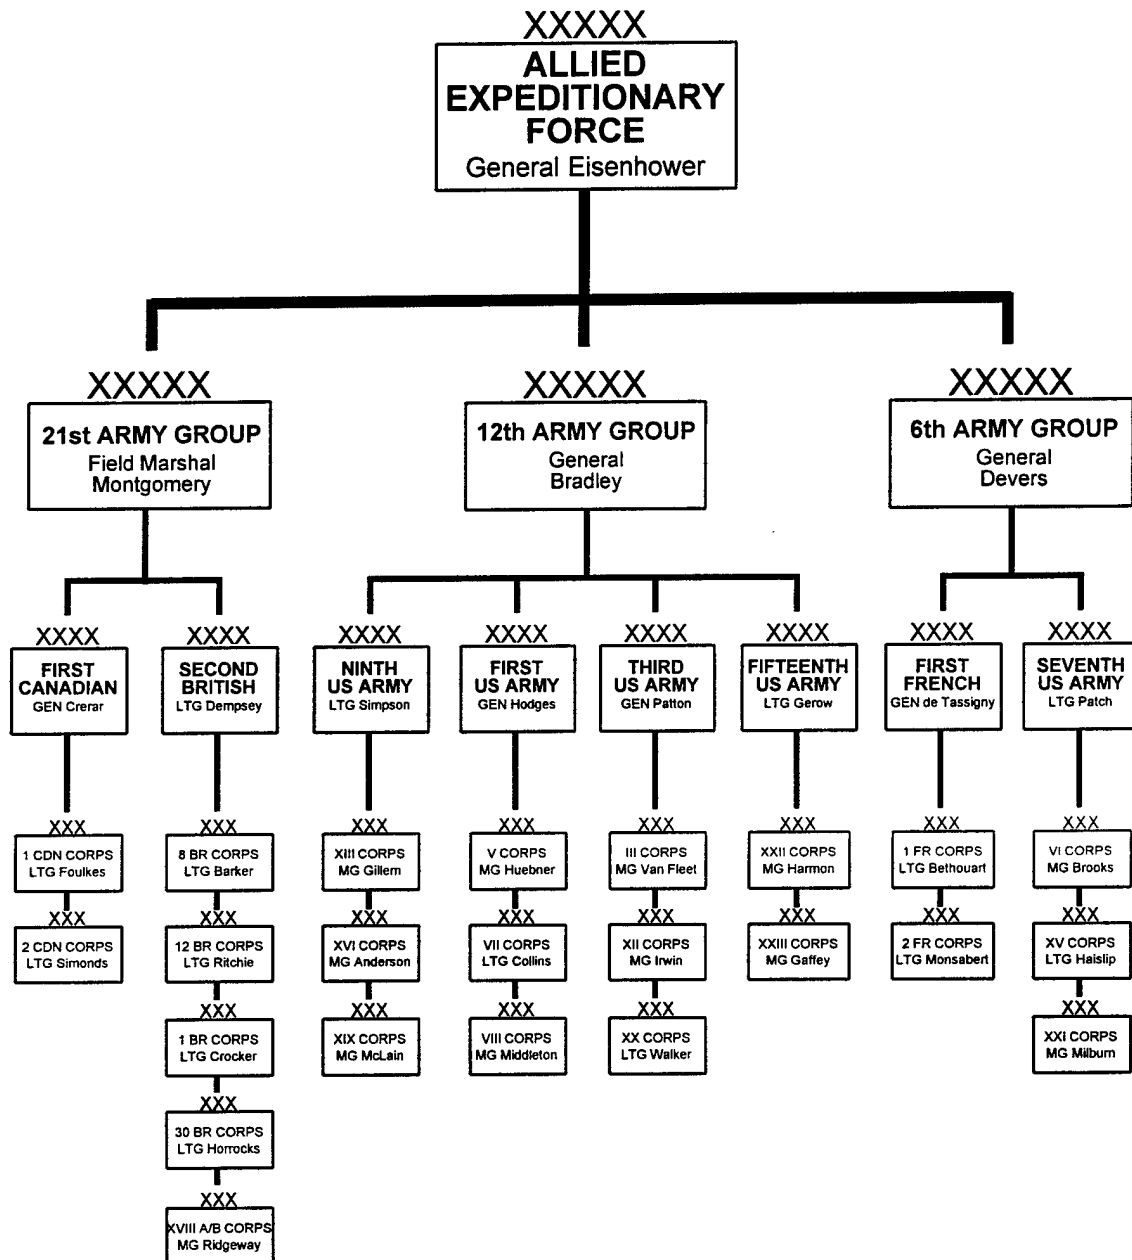 XXXXX
ALLIED
EXPEDITIONARY
FORCE
General Eisenhower
XXXXX
21st ARMY GROUP
Field Marshal
Montgomery
XXXXX
12th ARMY GROUP
General
Bradley
XXXXX
6th ARMY GROUP
General
Devers
XXXX
FIRST
CANADIAN
GEN Crerar
XXXX
SECOND
BRITISH
LTG Dempsey
XXXX
NINTH
US ARMY
LTG Simpson
XXXX
FIRST
US ARMY
GEN Hodges
XXXX
THIRD
US ARMY
GEN Patton
XXXX
FIFTEENTH
US ARMY
LTG Gerow
XXXX
FIRST
FRENCH
GEN de Tassigny
XXXX
SEVENTH
US ARMY
LTG Patch
XXX
1 CDN CORPS
LTG Foulkes
XXX
2 CDN CORPS
LTG Simonds
XXX
8 BR CORPS
LTG Barker
XXX
12 BR CORPS
LTG Ritchie
XXX
1 BR CORPS
LTG Crocker
XXX
30 BR CORPS
LTG Horrocks
XXX
XVIII A/B CORPS
MG Ridgeway
XXX
XIII CORPS
MG Gillem
XXX
XVI CORPS
MG Anderson
XXX
XIX CORPS
MG McLain
XXX
V CORPS
MG Huebner
XXX
VII CORPS
LTG Collins
XXX
VIII CORPS
MG Middleton
XXX
III CORPS
MG Van Fleet
XXX
XII CORPS
MG Irwin
XXX
XX CORPS
LTG Walker
XXX
XXII CORPS
MG Harmon
XXX
XXIII CORPS
MG Gaffey
XXX
1 FR CORPS
LTG Bethouart
XXX
2 FR CORPS
LTG Monsabert
XXX
VI CORPS
MG Brooks
XXX
XV CORPS
LTG Haislip
XXX
XXI CORPS
MG Milburn